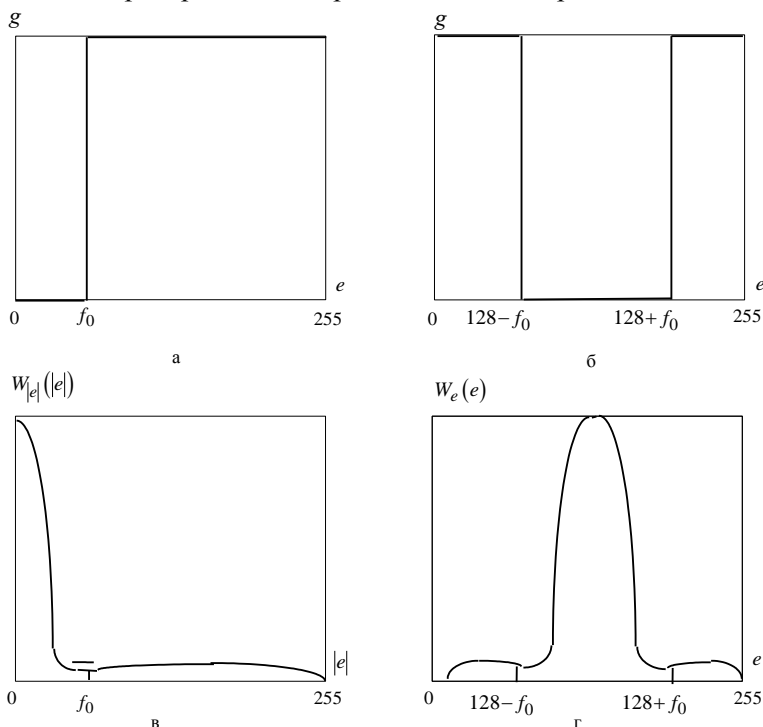 g
g
e
e
0
f₀
255
0
128− f₀
128+ f₀
255
а
б
W|e|(|e|)
Wₑ(e)
|e|
e
0
f₀
255
0
128− f₀
128+ f₀
255
в
г